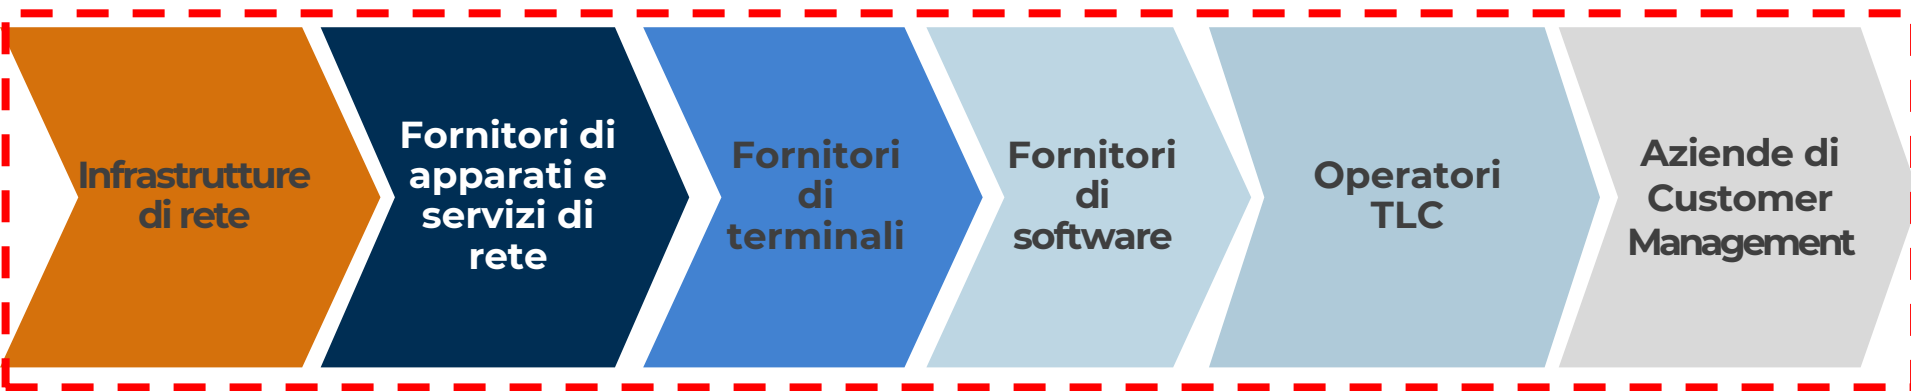 Infrastrutture
di rete
Fornitori di
apparati e
servizi di
rete
Fornitori
di
terminali
Fornitori
di
software
Operatori
TLC
Aziende di
Customer
Management